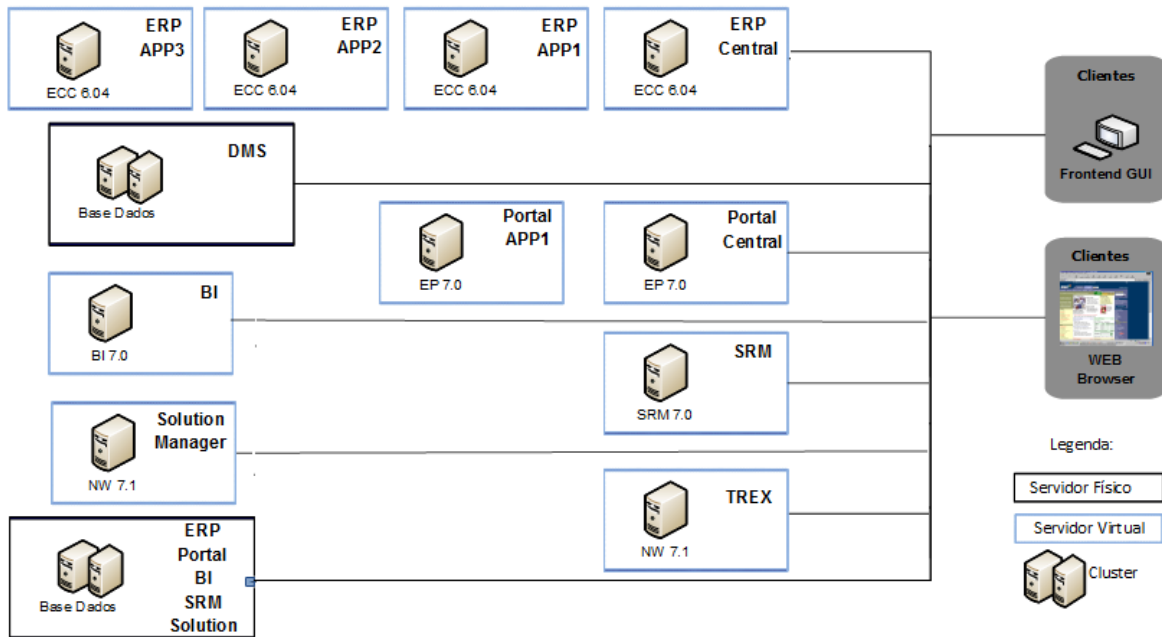 ERP
APP3
ECC 6.04
ERP
APP2
ECC 6.04
ERP
APP1
ECC 6.04
ERP
Central
ECC 6.04
Clientes
Frontend GUI
DMS
Base Dados
Portal
APP1
EP 7.0
Portal
Central
EP 7.0
Clientes
WEB
Browser
BI
BI 7.0
SRM
SRM 7.0
Solution
Manager
NW 7.1
TREX
NW 7.1
ERP
Portal
BI
SRM
Solution
Base Dados
Legenda:
Servidor Físico
Servidor Virtual
Cluster